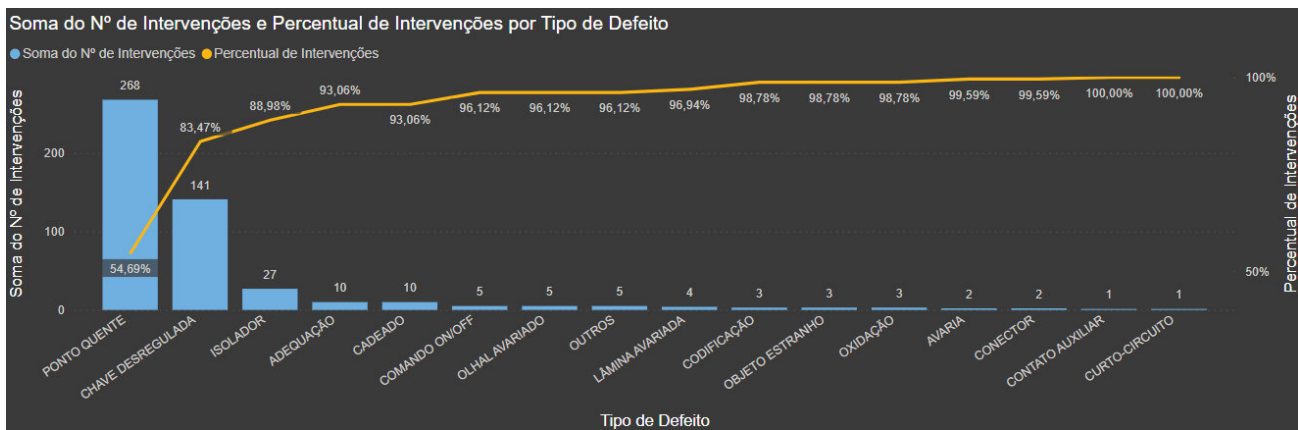 Soma do Nº de Intervenções e Percentual de Intervenções por Tipo de Defeito
Soma do Nº de Intervenções Percentual de Intervenções
Soma do Nº de Intervenções
200
100
0
268
141
27
10
10
5
5
5
4
3
3
3
2
2
1
1
54,69%
83,47%
88,98%
93,06%
93,06%
96,12%
96,12%
96,12%
96,94%
98,78%
98,78%
98,78%
99,59%
99,59%
100,00%
100,00%
100%
50%
Percentual de Intervenções
PONTO QUENTE
CHAVE DESREGULADA
ISOLADOR
ADEQUAÇÃO
CADEADO
COMANDO ON/OFF
OLHAL AVARIADO
OUTROS
LÂMINA AVARIADA
CODIFICAÇÃO
OBJETO ESTRANHO
OXIDAÇÃO
AVARIA
CONECTOR
CONTATO AUXILIAR
CURTO-CIRCUITO
Tipo de Defeito